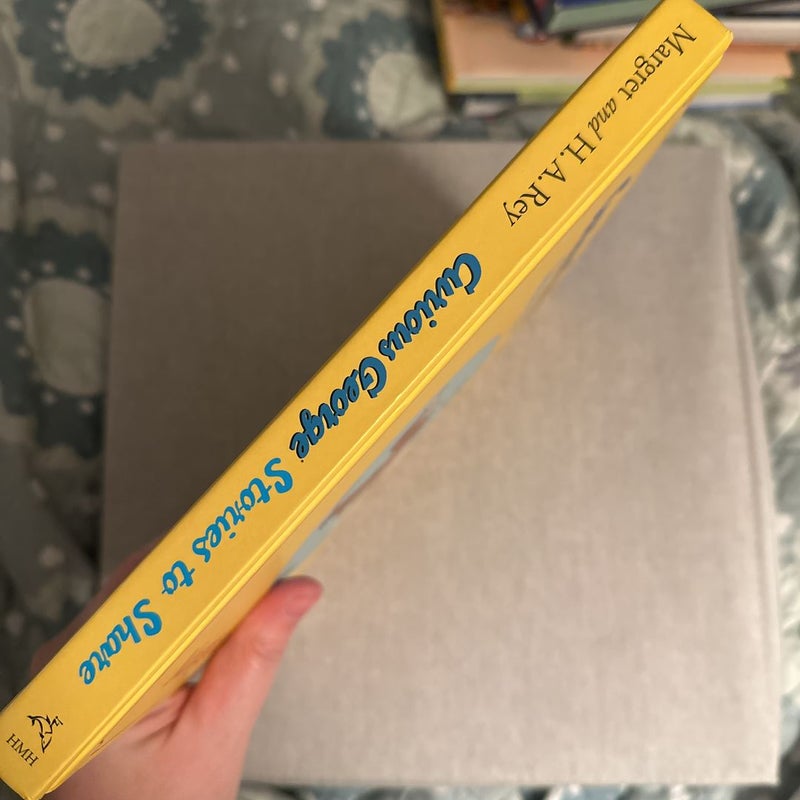 Margret and H.A.Rey
Curious George Stories to Share
HMH